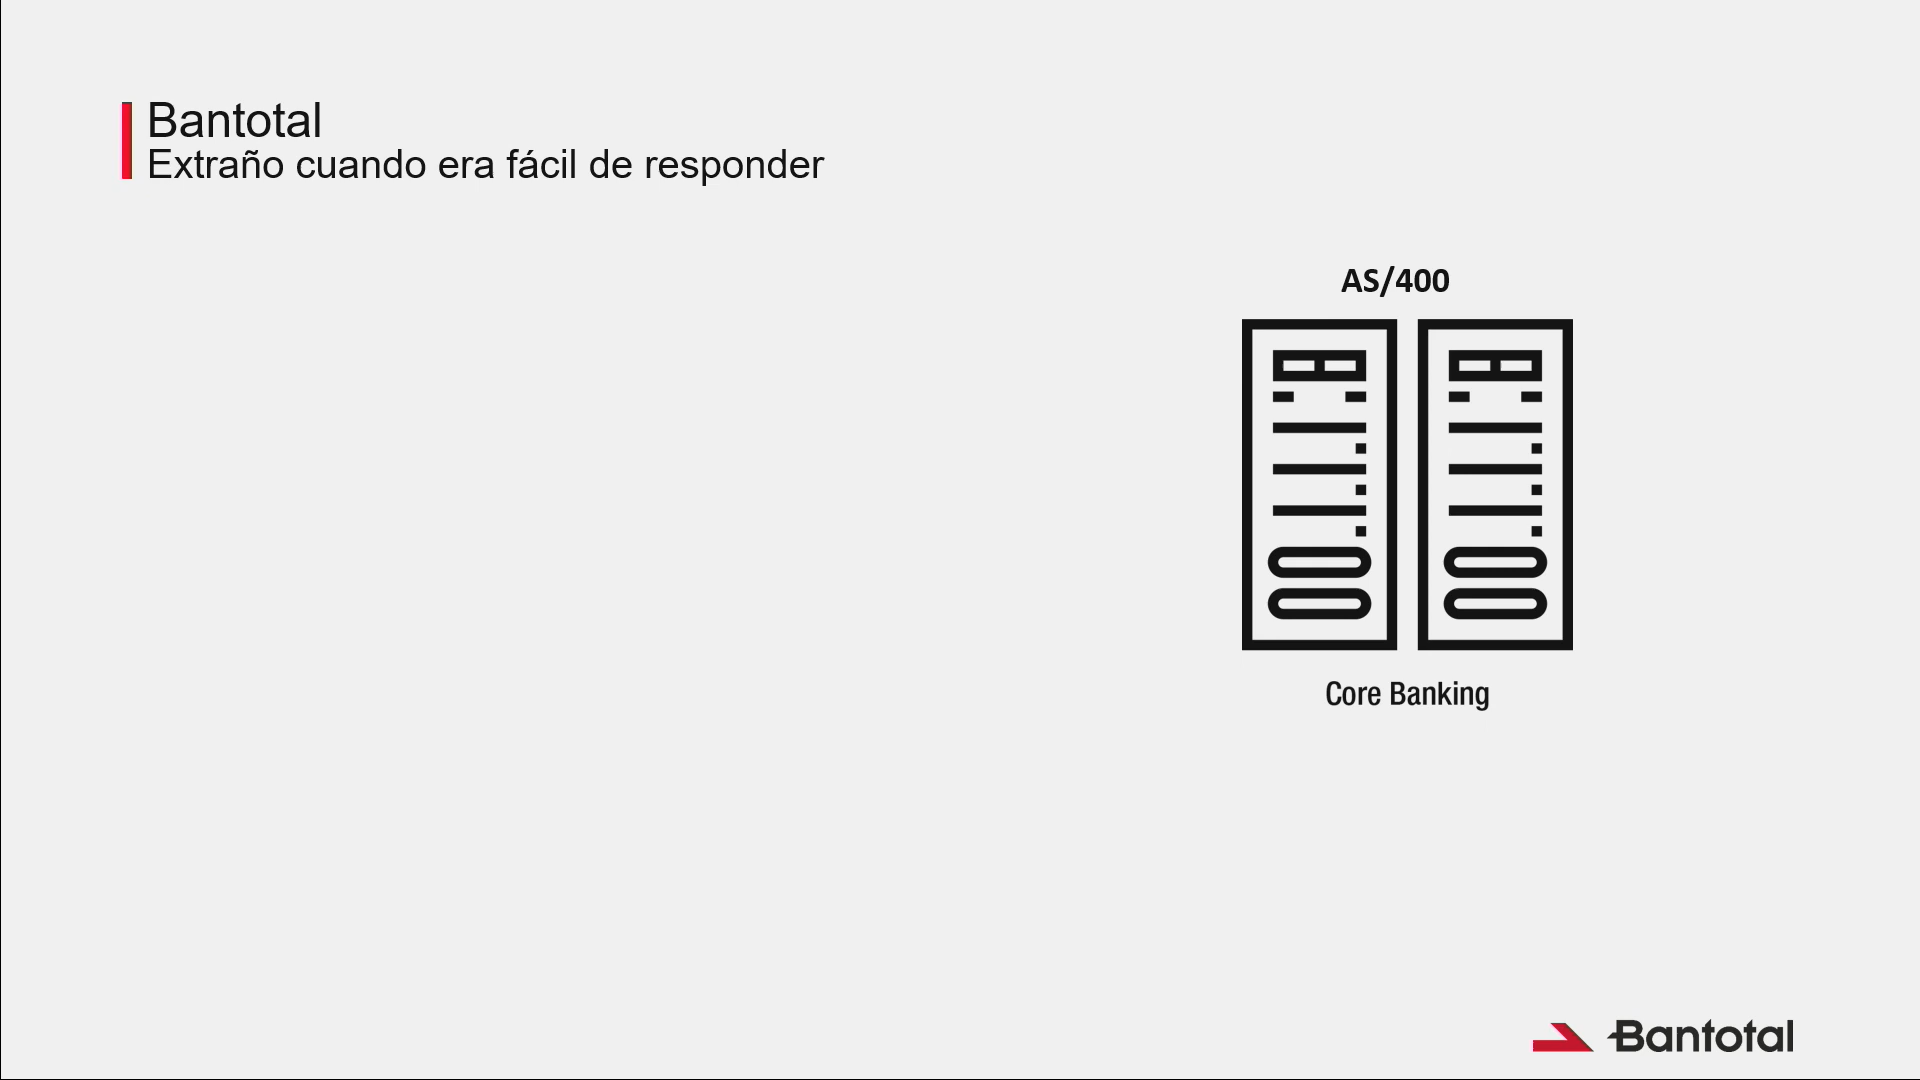 Bantotal
Extraño cuando era fácil de responder
AS/400
Core Banking
Bantotal